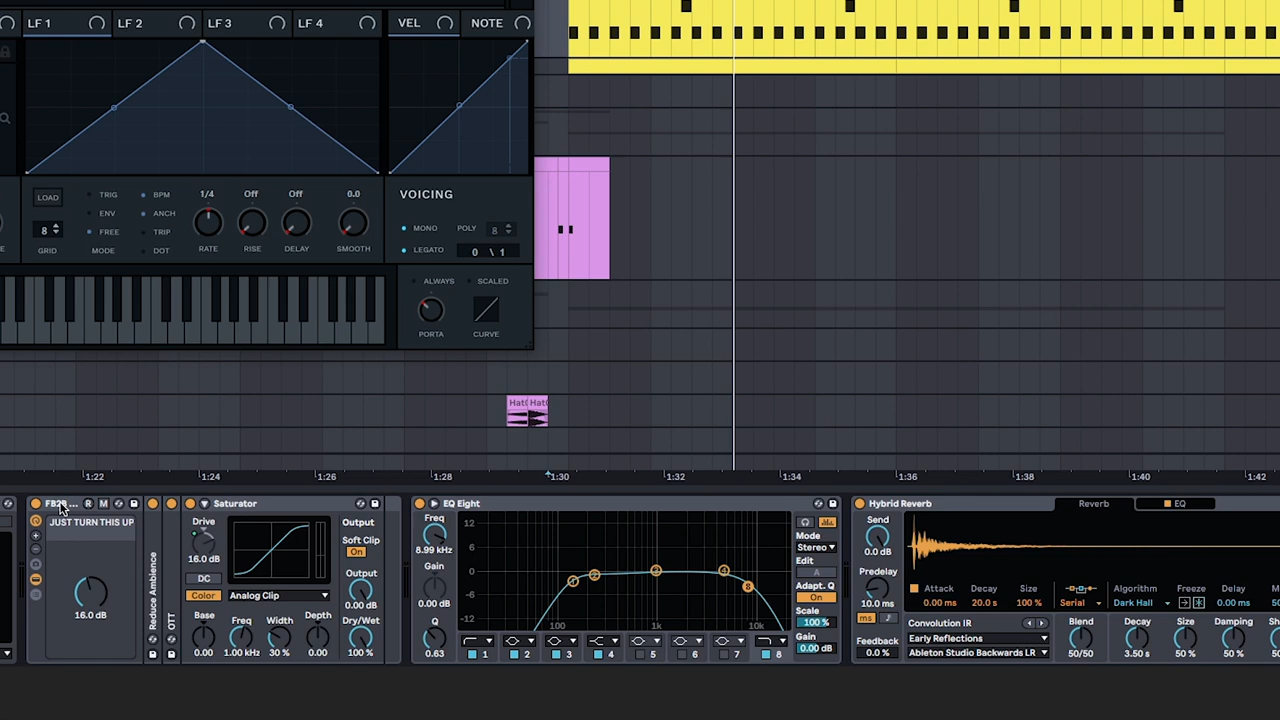 LF 1 LF 2 LF 3 LF 4 VEL NOTE
LOAD TRIG BPM 1/4 Off Off 0.0 VOICING
ENV ANCH
8 FREE TRIP MONO POLY 8
GRID MODE DOT RATE RISE DELAY SMOOTH LEGATO 0 \ 1
ALWAYS SCALED
PORTA CURVE
1:22 1:24 1:26 1:28 1:30 1:32 1:34 1:36 1:38 1:40 1:42
R M Saturator EQ Eight Hybrid Reverb Reverb EQ
JUST TURN THIS UP
16.0 dB
Reduce Ambience
OTT
Drive
16.0 dB
DC
Color Analog Clip
Base Freq Width Depth
0.00 1.00 kHz 30 % 0.00
Output
Soft Clip
On
Output
0.00 dB
Dry/Wet
100 %
Freq
8.99 kHz
Gain
0.00 dB
Q
0.63
12
6
0
-6
-12
100 1k 10k
1 2 3 4 5 6 7 8
Mode
Stereo
Edit
A
Adapt. Q
On
Scale
100 %
Gain
0.00 dB
Send
0.0 dB
Predelay
10.0 ms
ms
Feedback
0.0 %
Attack Decay Size Algorithm Freeze Delay
0.00 ms 20.0 s 100 % Serial Dark Hall 0.00 ms
Convolution IR
Early Reflections
Ableton Studio Backwards LR
Blend Decay Size Damping
50/50 3.50 s 50 % 50 %